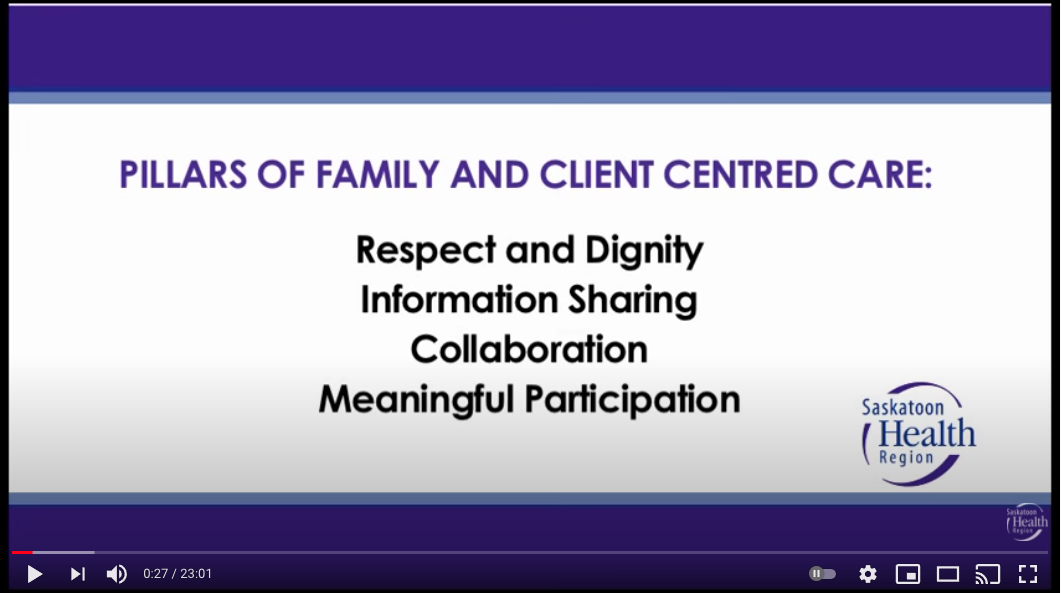 PILLARS OF FAMILY AND CLIENT CENTRED CARE:
Respect and Dignity
Information Sharing
Collaboration
Meaningful Participation
Saskatoon
Health
Region
Saskatoon
Health
Region
0:27 / 23:01